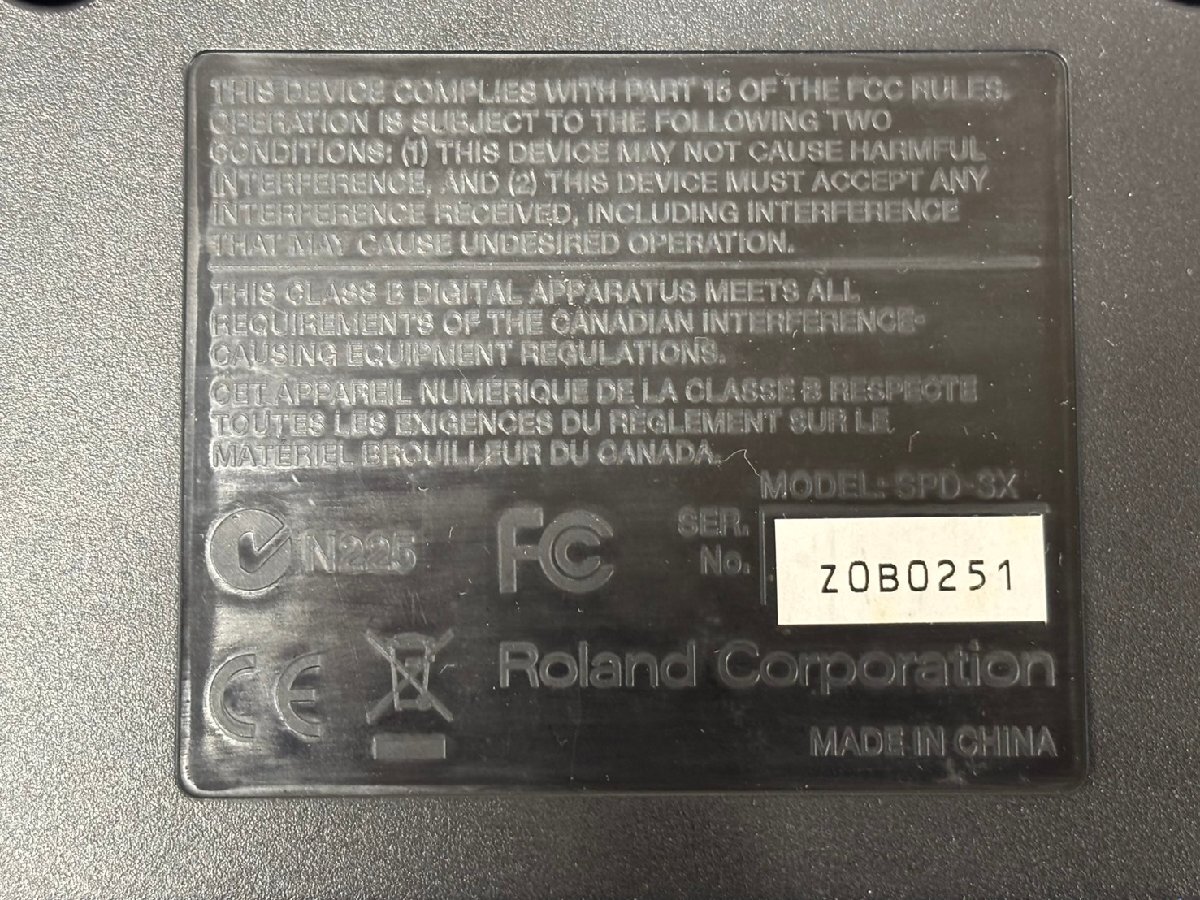 THIS DEVICE COMPLIES WITH PART 15 OF THE FCC RULES.
OPERATION IS SUBJECT TO THE FOLLOWING TWO
CONDITIONS: (1) THIS DEVICE MAY NOT CAUSE HARMFUL
INTERFERENCE, AND (2) THIS DEVICE MUST ACCEPT ANY
INTERFERENCE RECEIVED, INCLUDING INTERFERENCE
THAT MAY CAUSE UNDESIRED OPERATION.
THIS CLASS B DIGITAL APPARATUS MEETS ALL
REQUIREMENTS OF THE CANADIAN INTERFERENCE-
CAUSING EQUIPMENT REGULATIONS.
CET APPAREIL NUMÉRIQUE DE LA CLASSE B RESPECTE
TOUTES LES EXIGENCES DU RÈGLEMENT SUR LE
MATÉRIEL BROUILLEUR DU CANADA.
MODEL: SPD-SX
N225
FC
SER.
No.
Z0B0251
CE
Roland Corporation
MADE IN CHINA